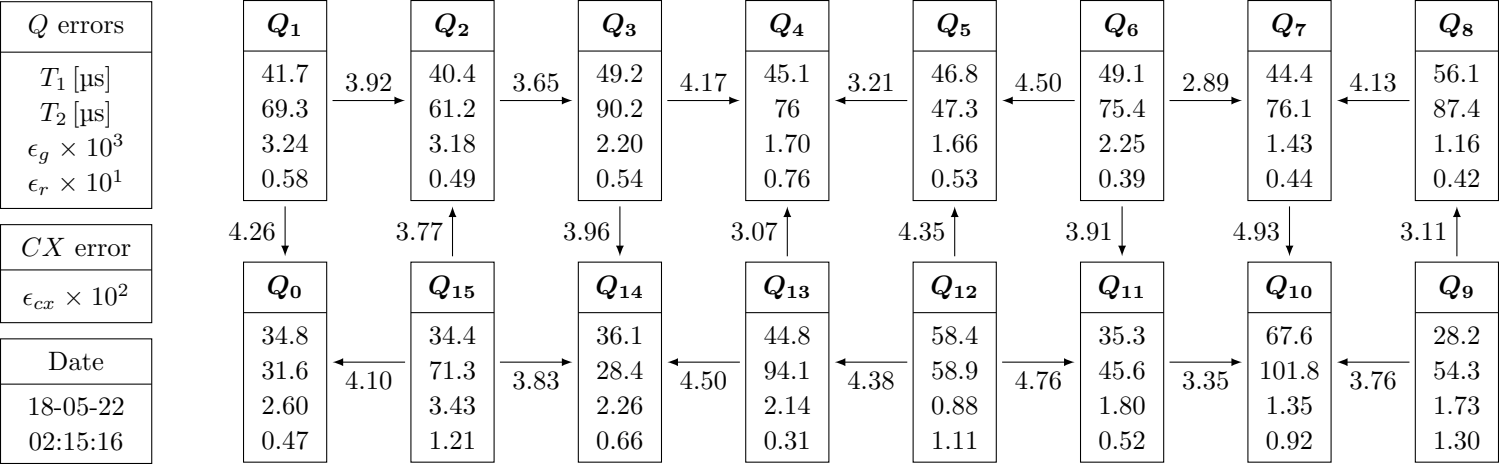 Q errors
T₁ [µs]
T₂ [µs]
ϵg × 10³
ϵr × 10¹
CX error
ϵcx × 10²
Date
18-05-22
02:15:16
Q₁ Q₂ Q₃ Q₄ Q₅ Q₆ Q₇ Q₈
41.7 40.4 49.2 45.1 46.8 49.1 44.4 56.1
3.92 3.65 4.17 3.21 4.50 2.89 4.13
69.3 61.2 90.2 76 47.3 75.4 76.1 87.4
3.24 3.18 2.20 1.70 1.66 2.25 1.43 1.16
0.58 0.49 0.54 0.76 0.53 0.39 0.44 0.42
4.26 3.77 3.96 3.07 4.35 3.91 4.93 3.11
Q₀ Q₁₅ Q₁₄ Q₁₃ Q₁₂ Q₁₁ Q₁₀ Q₉
34.8 34.4 36.1 44.8 58.4 35.3 67.6 28.2
31.6 71.3 28.4 94.1 58.9 45.6 101.8 54.3
4.10 3.83 4.50 4.38 4.76 3.35 3.76
2.60 3.43 2.26 2.14 0.88 1.80 1.35 1.73
0.47 1.21 0.66 0.31 1.11 0.52 0.92 1.30